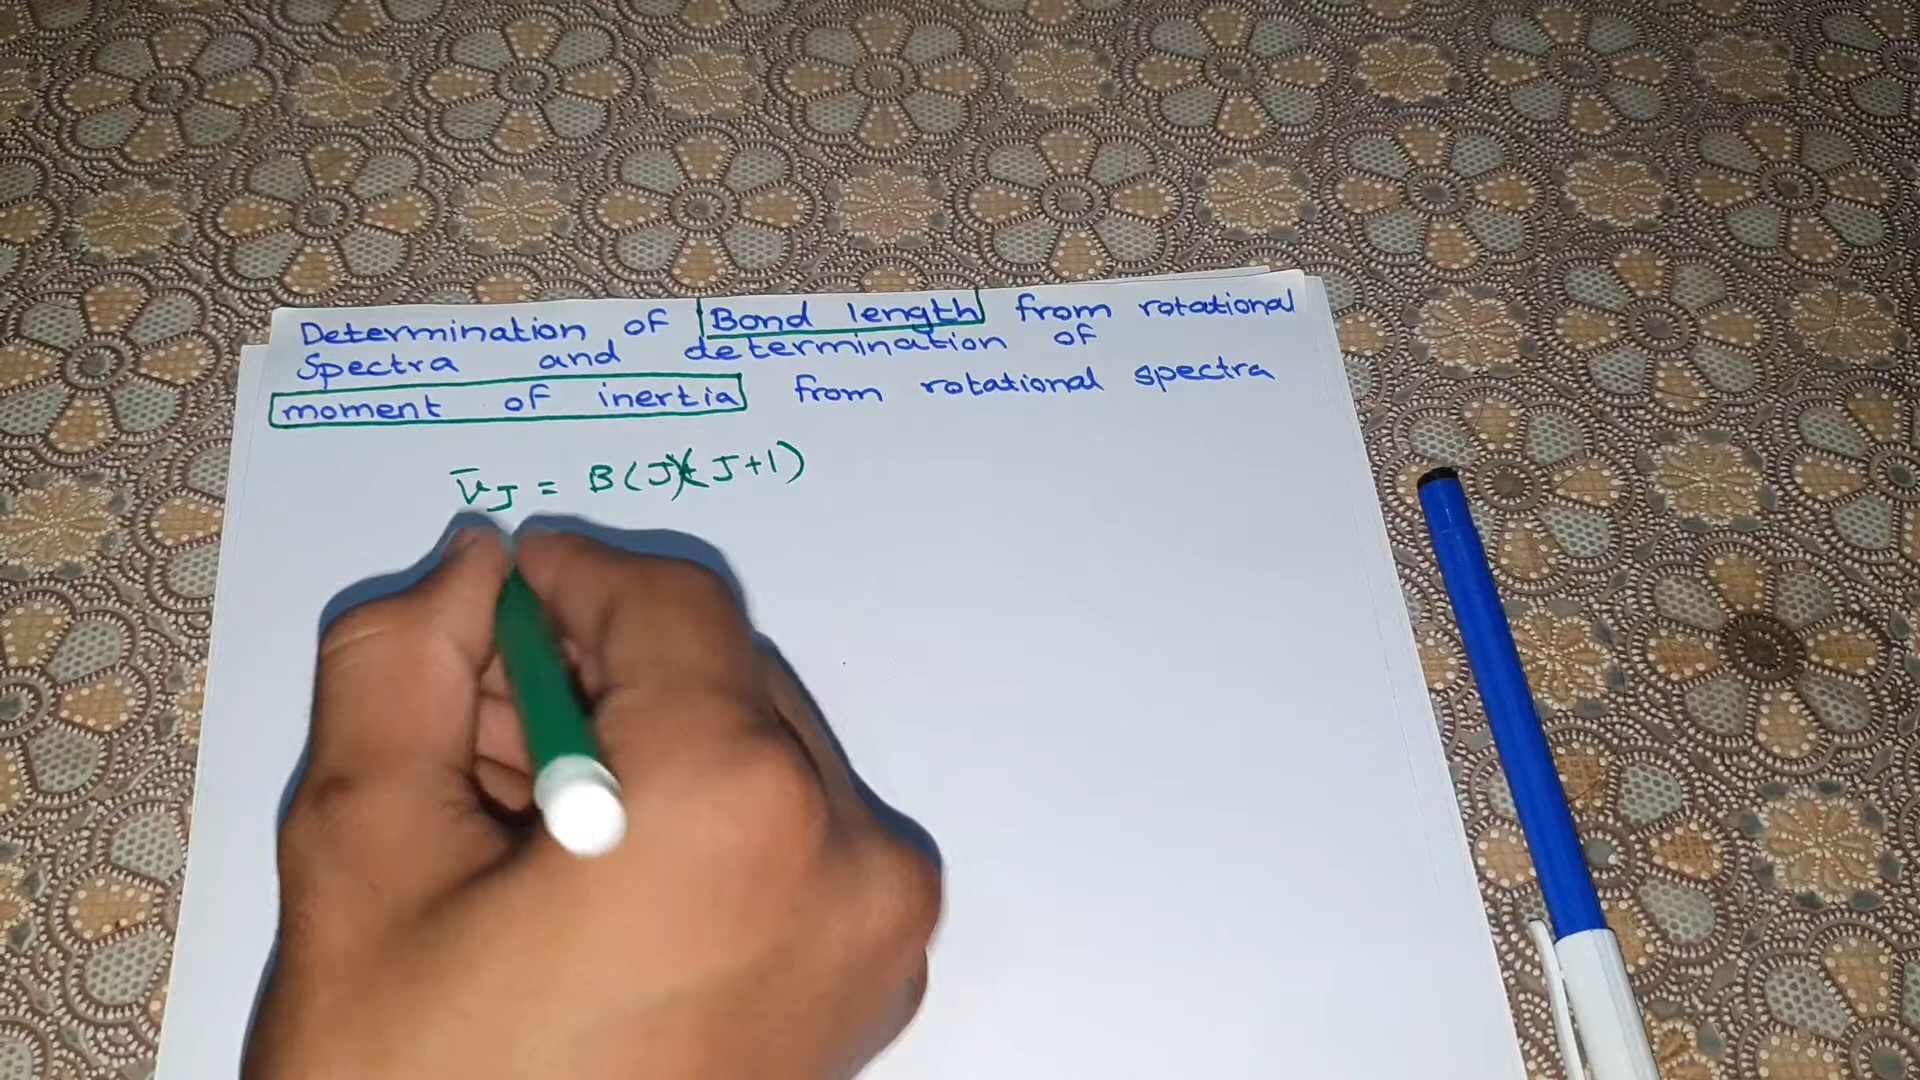 Determination of Bond length from rotational
Spectra and determination of
moment of inertia from rotational spectra
ν̄J = B(J)(J+1)